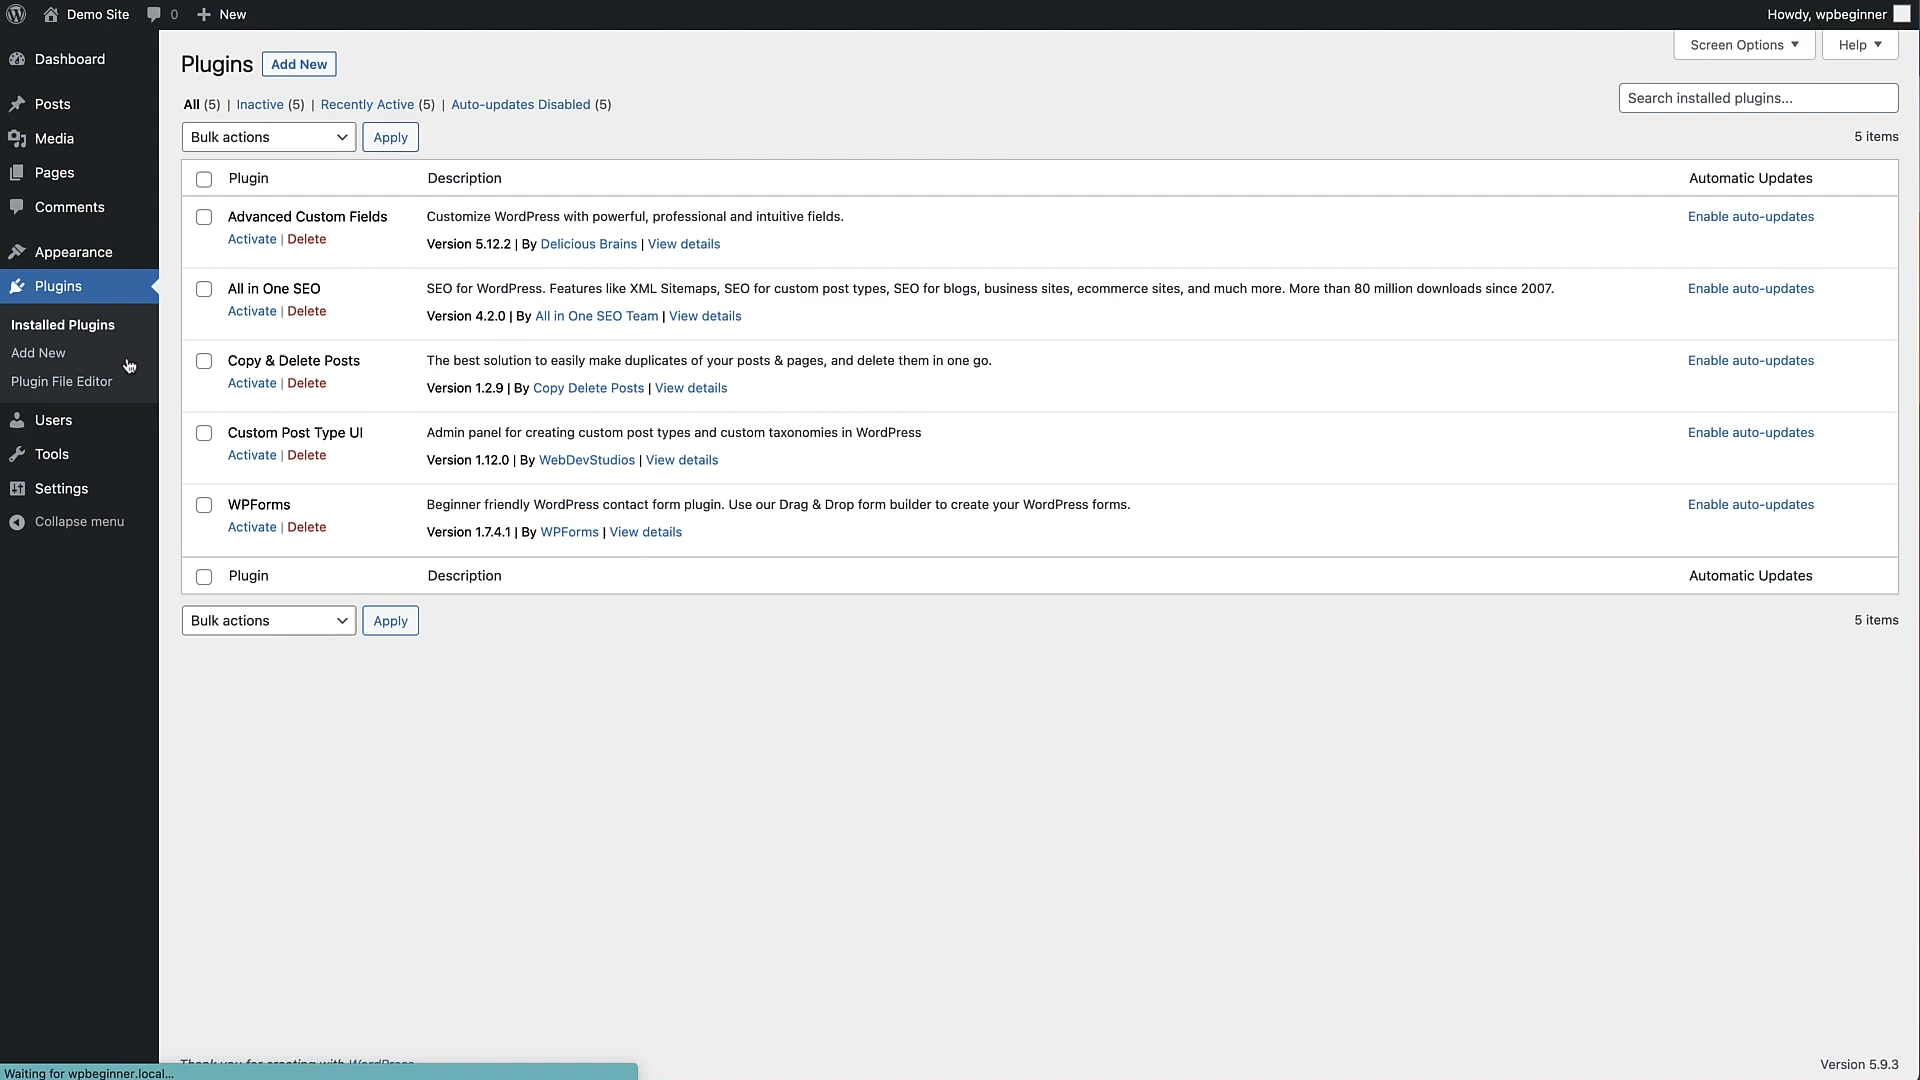 Demo Site 0 New Howdy, wpbeginner
Dashboard
Posts
Media
Pages
Comments
Appearance
Plugins
Installed Plugins
Add New
Plugin File Editor
Users
Tools
Settings
Collapse menu
Screen Options Help
Plugins Add New
All (5) | Inactive (5) | Recently Active (5) | Auto-updates Disabled (5)
Search installed plugins...
Bulk actions Apply 5 items
Plugin Description Automatic Updates
Advanced Custom Fields Customize WordPress with powerful, professional and intuitive fields. Enable auto-updates
Activate | Delete Version 5.12.2 | By Delicious Brains | View details
All in One SEO SEO for WordPress. Features like XML Sitemaps, SEO for custom post types, SEO for blogs, business sites, ecommerce sites, and much more. More than 80 million downloads since 2007. Enable auto-updates
Activate | Delete Version 4.2.0 | By All in One SEO Team | View details
Copy & Delete Posts The best solution to easily make duplicates of your posts & pages, and delete them in one go. Enable auto-updates
Activate | Delete Version 1.2.9 | By Copy Delete Posts | View details
Custom Post Type UI Admin panel for creating custom post types and custom taxonomies in WordPress Enable auto-updates
Activate | Delete Version 1.12.0 | By WebDevStudios | View details
WPForms Beginner friendly WordPress contact form plugin. Use our Drag & Drop form builder to create your WordPress forms. Enable auto-updates
Activate | Delete Version 1.7.4.1 | By WPForms | View details
Plugin Description Automatic Updates
Bulk actions Apply 5 items
Thank you for creating with WordPress Version 5.9.3
Waiting for wpbeginner.local...